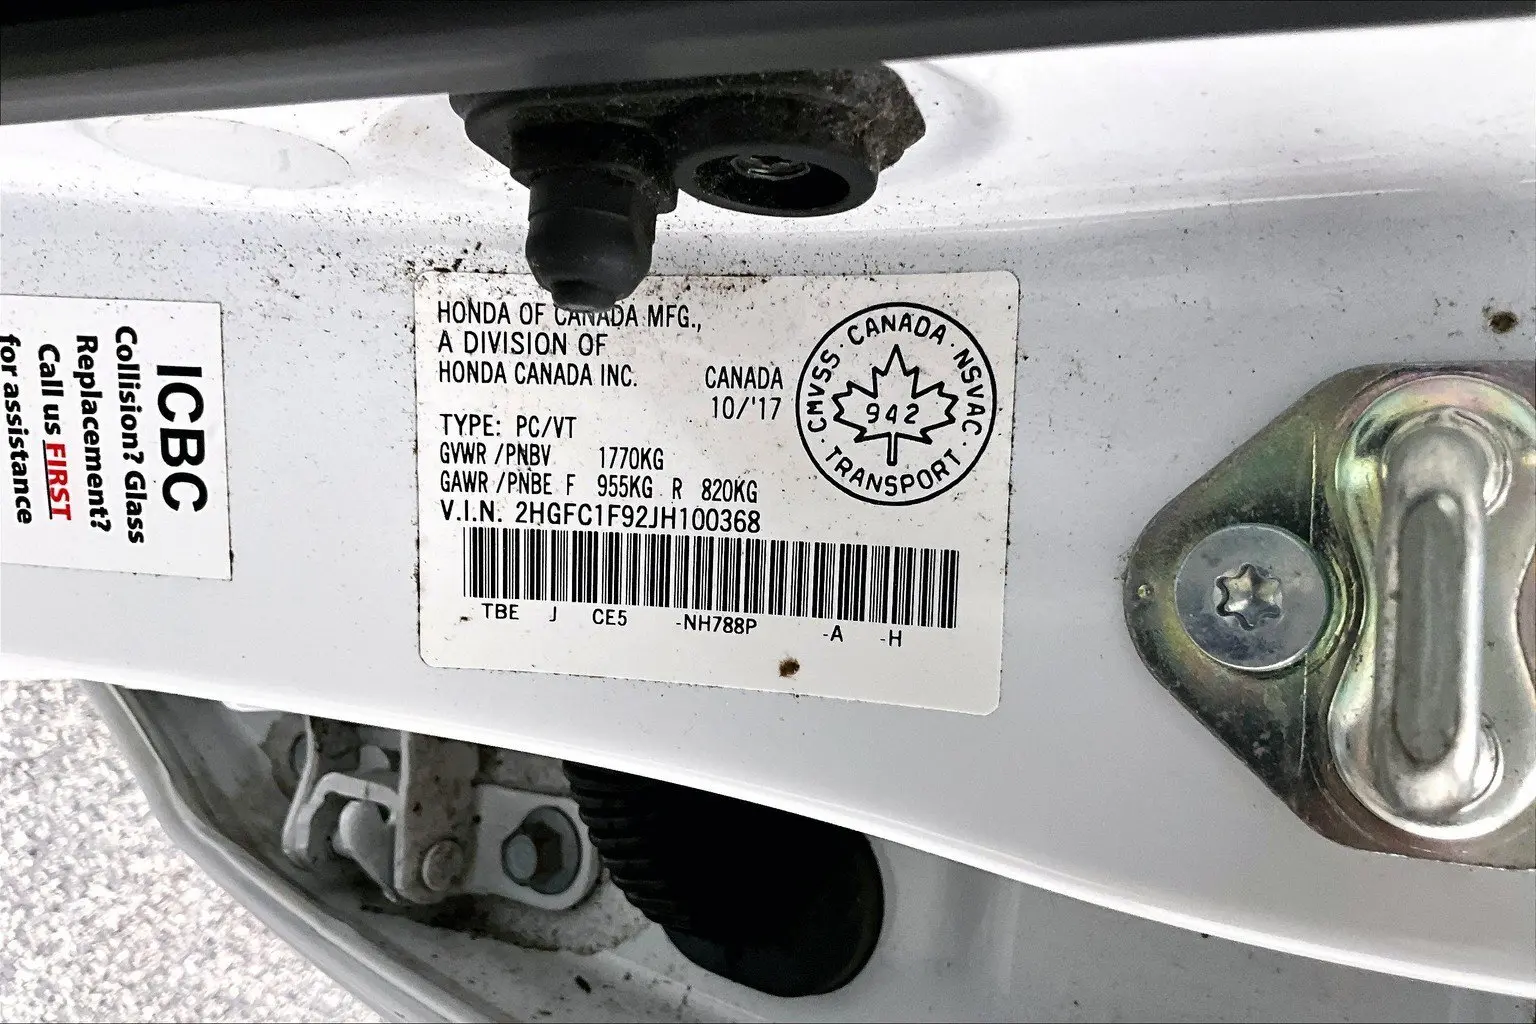 ICBC
Collision? Glass
Replacement?
Call us FIRST
for assistance
HONDA OF CANADA MFG.,
A DIVISION OF
HONDA CANADA INC.
CANADA
10/'17
TYPE: PC/VT
GVWR /PNBV 1770KG
GAWR /PNBE F 955KG R 820KG
V.I.N. 2HGFC1F92JH100368
TBE J CE5 -NH788P -A -H
CMVSS · CANADA · NSVAC · TRANSPORT ·
942